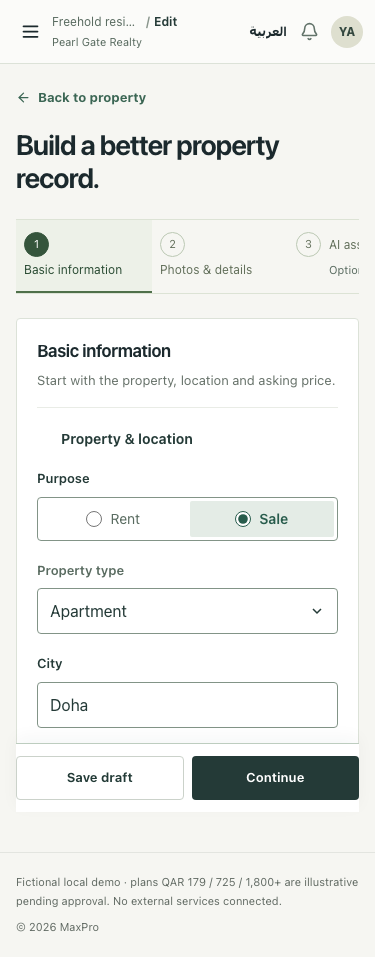 Freehold resi... / Edit
Pearl Gate Realty
العربية
YA
← Back to property
Build a better property
record.
1
Basic information
2
Photos & details
3
AI ass
Option
Basic information
Start with the property, location and asking price.
Property & location
Purpose
Rent
Sale
Property type
Apartment
City
Doha
Save draft
Continue
Fictional local demo · plans QAR 179 / 725 / 1,800+ are illustrative
pending approval. No external services connected.
© 2026 MaxPro